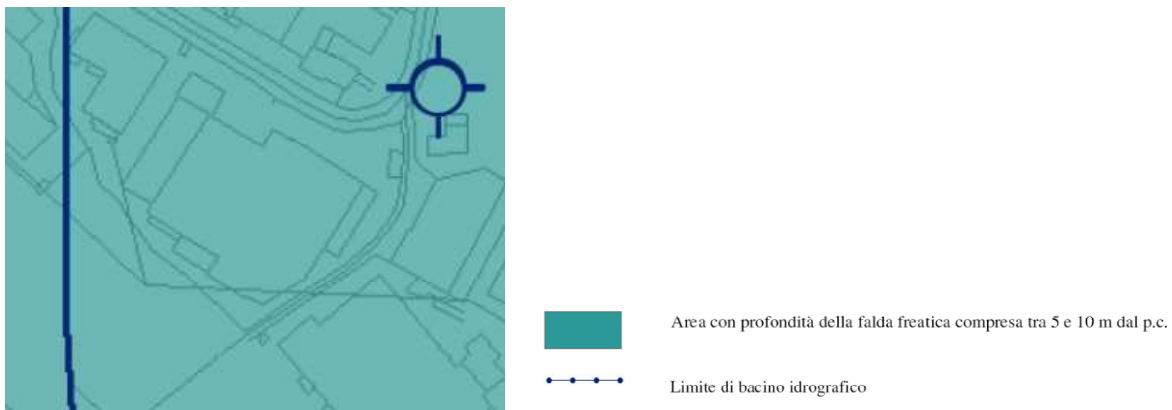 Area con profondità della falda freatica compresa tra 5 e 10 m dal p.c.
Limite di bacino idrografico